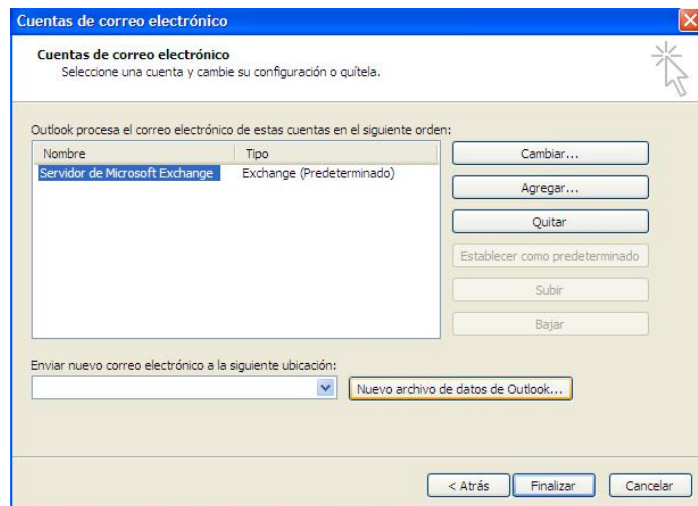 Cuentas de correo electrónico
Cuentas de correo electrónico
Seleccione una cuenta y cambie su configuración o quítela.
Outlook procesa el correo electrónico de estas cuentas en el siguiente orden:
Nombre Tipo
Servidor de Microsoft Exchange Exchange (Predeterminado)
Cambiar...
Agregar...
Quitar
Establecer como predeterminado
Subir
Bajar
Enviar nuevo correo electrónico a la siguiente ubicación:
Nuevo archivo de datos de Outlook...
< Atrás Finalizar Cancelar